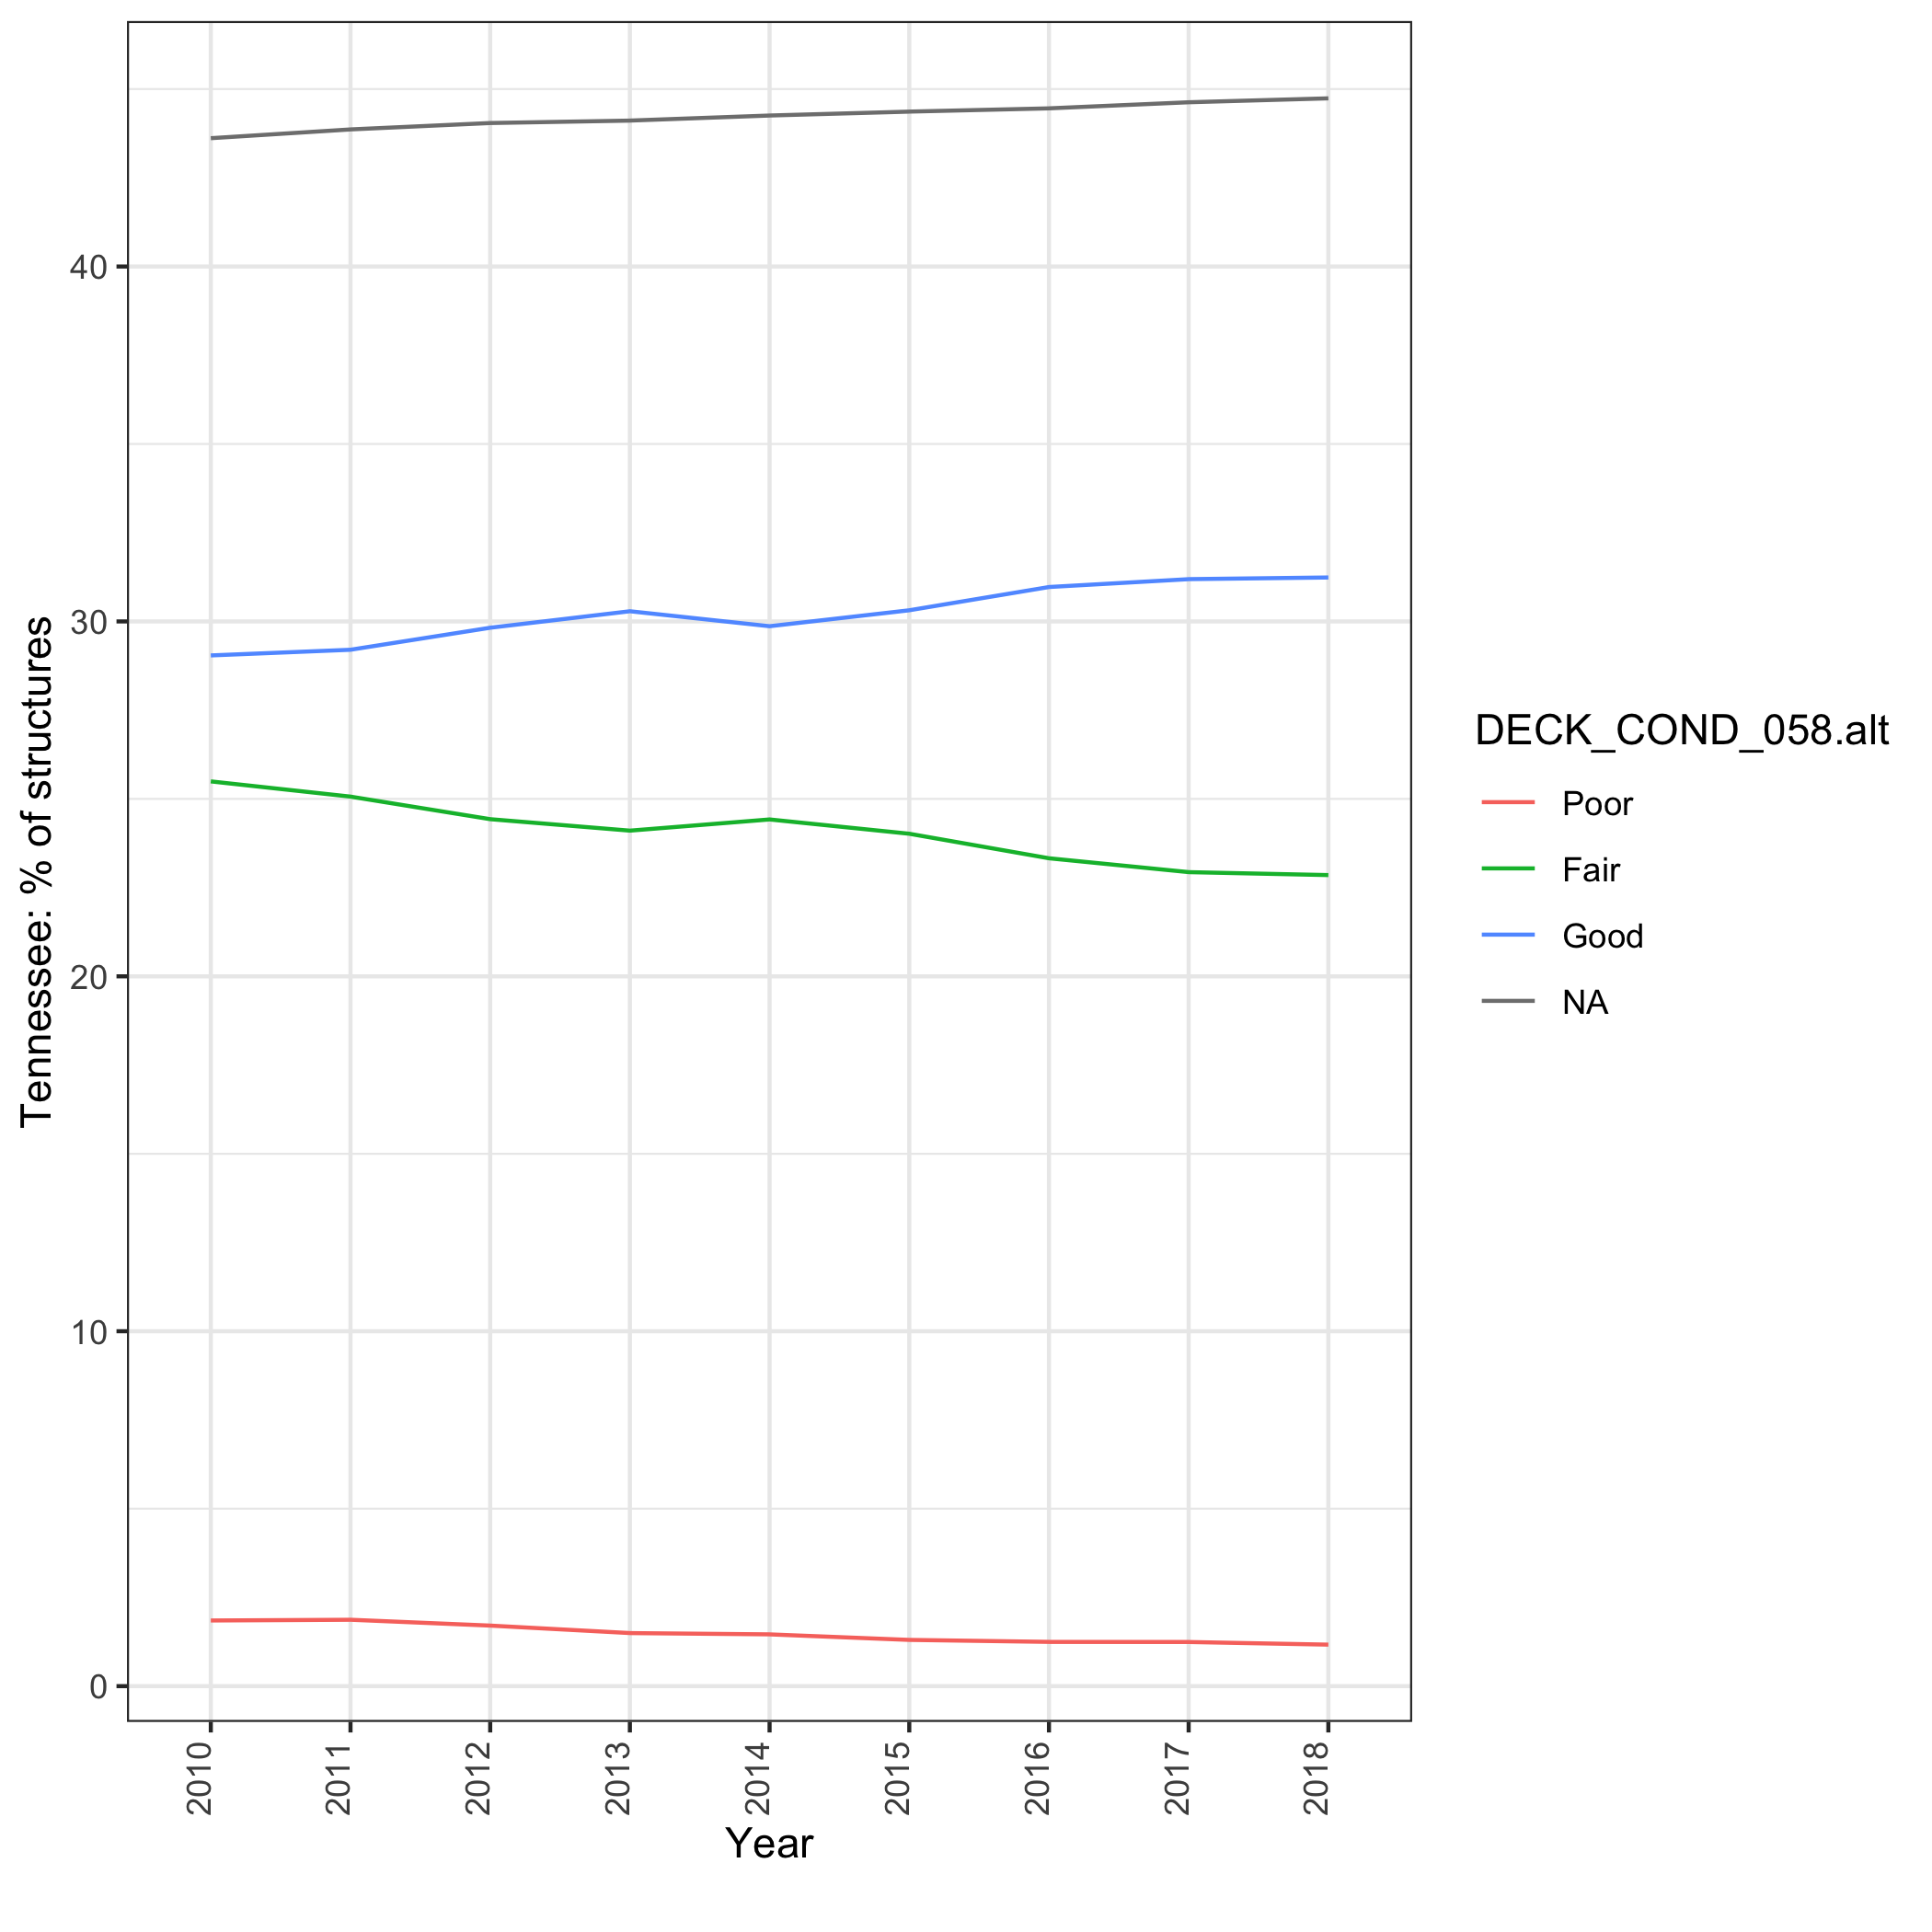 Tennessee: % of structures
40
30
20
10
0
2010
2011
2012
2013
2014
2015
2016
2017
2018
Year
DECK_COND_058.alt
Poor
Fair
Good
NA